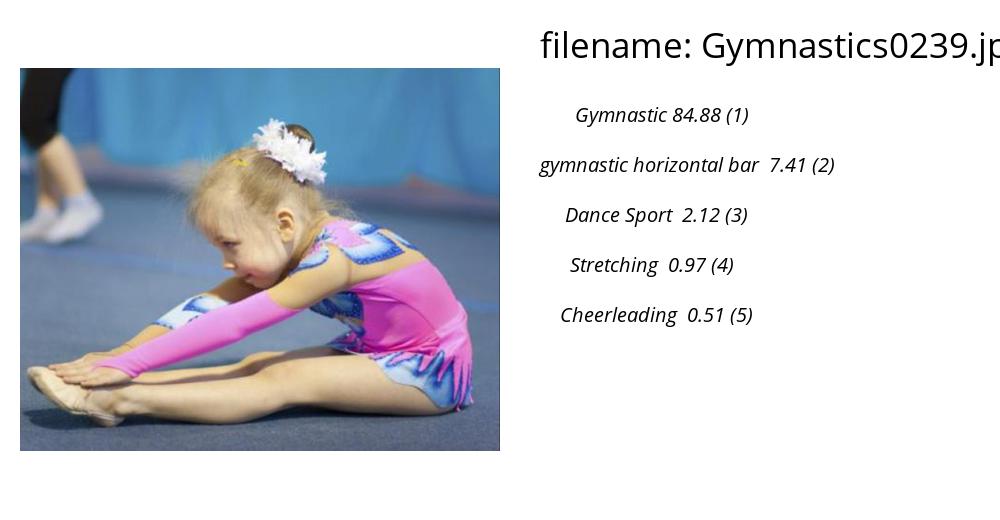 filename: Gymnastics0239.jp
Gymnastic 84.88 (1)
gymnastic horizontal bar 7.41 (2)
Dance Sport 2.12 (3)
Stretching 0.97 (4)
Cheerleading 0.51 (5)